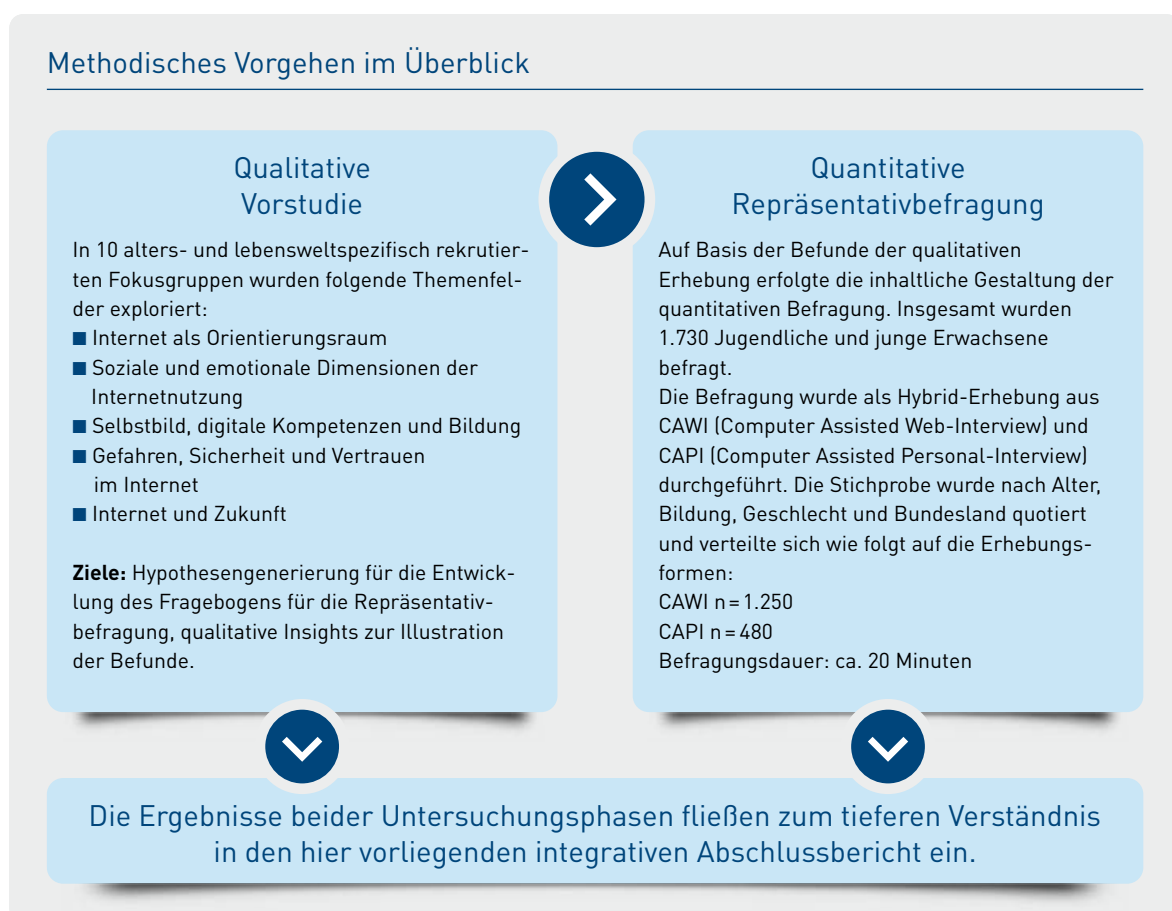 Methodisches Vorgehen im Überblick
Qualitative
Vorstudie
In 10 alters- und lebensweltspezifisch rekrutier-
ten Fokusgruppen wurden folgende Themenfel-
der exploriert:
■ Internet als Orientierungsraum
■ Soziale und emotionale Dimensionen der
Internetnutzung
■ Selbstbild, digitale Kompetenzen und Bildung
■ Gefahren, Sicherheit und Vertrauen
im Internet
■ Internet und Zukunft
Ziele: Hypothesengenerierung für die Entwick-
lung des Fragebogens für die Repräsentativ-
befragung, qualitative Insights zur Illustration
der Befunde.
Quantitative
Repräsentativbefragung
Auf Basis der Befunde der qualitativen
Erhebung erfolgte die inhaltliche Gestaltung der
quantitativen Befragung. Insgesamt wurden
1.730 Jugendliche und junge Erwachsene
befragt.
Die Befragung wurde als Hybrid-Erhebung aus
CAWI (Computer Assisted Web-Interview) und
CAPI (Computer Assisted Personal-Interview)
durchgeführt. Die Stichprobe wurde nach Alter,
Bildung, Geschlecht und Bundesland quotiert
und verteilte sich wie folgt auf die Erhebungs-
formen:
CAWI n = 1.250
CAPI n = 480
Befragungsdauer: ca. 20 Minuten
Die Ergebnisse beider Untersuchungsphasen fließen zum tieferen Verständnis
in den hier vorliegenden integrativen Abschlussbericht ein.